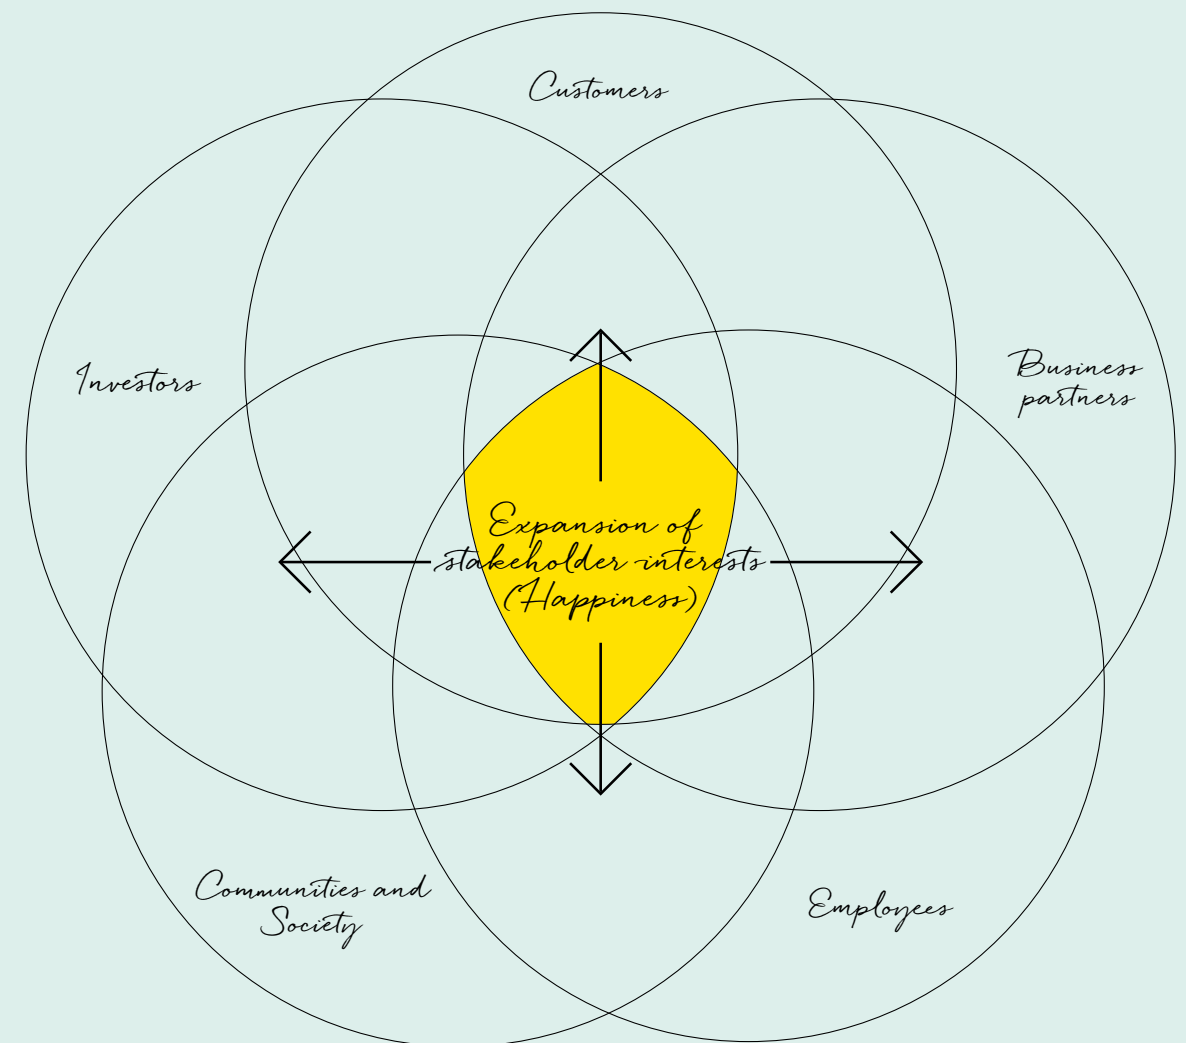 Customers
Investors
Business
partners
Expansion of
stakeholder interests
(Happiness)
Communities and
Society
Employees